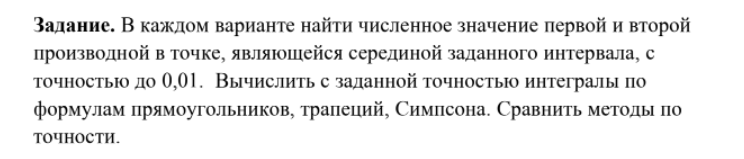 Задание. В каждом варианте найти численное значение первой и второй
производной в точке, являющейся серединой заданного интервала, с
точностью до 0,01.  Вычислить с заданной точностью интегралы по
формулам прямоугольников, трапеций, Симпсона. Сравнить методы по
точности.